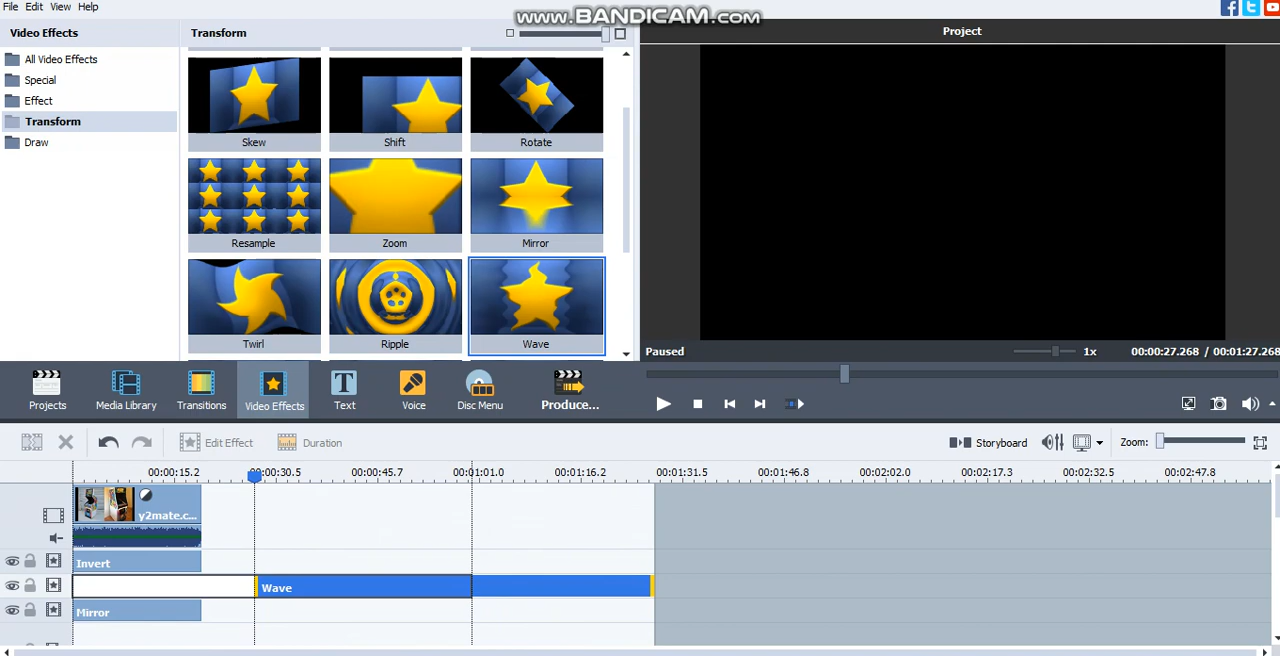 File Edit View Help
www.BANDICAM.com
Video Effects
Transform
Project
All Video Effects
Special
Effect
Transform
Draw
Skew
Shift
Rotate
Resample
Zoom
Mirror
Twirl
Ripple
Wave
Paused
1x
00:00:27.268 / 00:01:27.268
Projects
Media Library
Transitions
Video Effects
Text
Voice
Disc Menu
Produce...
Edit Effect
Duration
Storyboard
Zoom:
00:00:15.2
00:00:30.5
00:00:45.7
00:01:01.0
00:01:16.2
00:01:31.5
00:01:46.8
00:02:02.0
00:02:17.3
00:02:32.5
00:02:47.8
y2mate.c...
Invert
Wave
Mirror